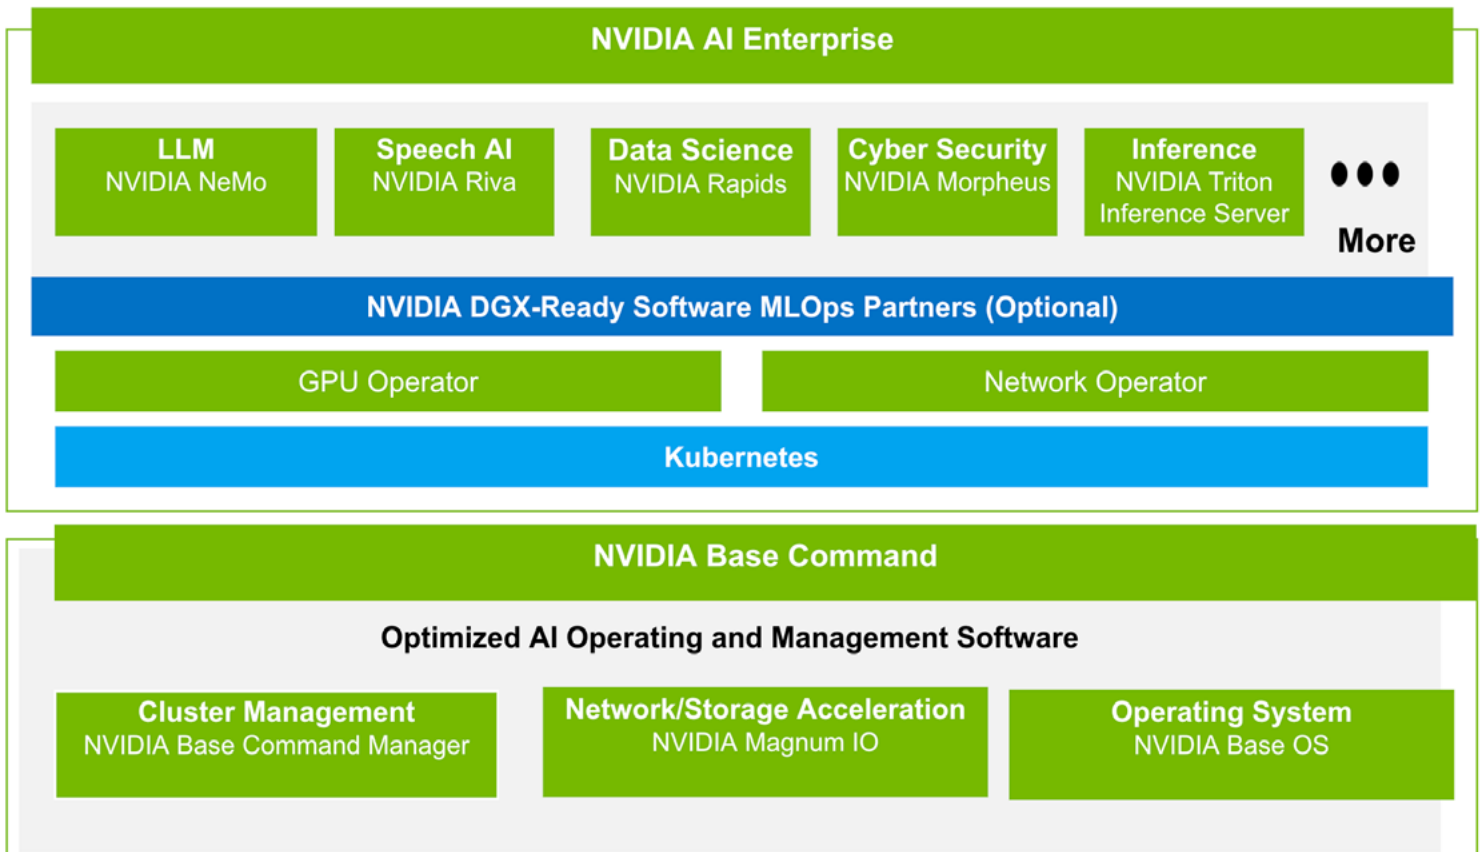 NVIDIA AI Enterprise
LLM
NVIDIA NeMo
Speech AI
NVIDIA Riva
Data Science
NVIDIA Rapids
Cyber Security
NVIDIA Morpheus
Inference
NVIDIA Triton
Inference Server
More
NVIDIA DGX-Ready Software MLOps Partners (Optional)
GPU Operator
Network Operator
Kubernetes
NVIDIA Base Command
Optimized AI Operating and Management Software
Cluster Management
NVIDIA Base Command Manager
Network/Storage Acceleration
NVIDIA Magnum IO
Operating System
NVIDIA Base OS